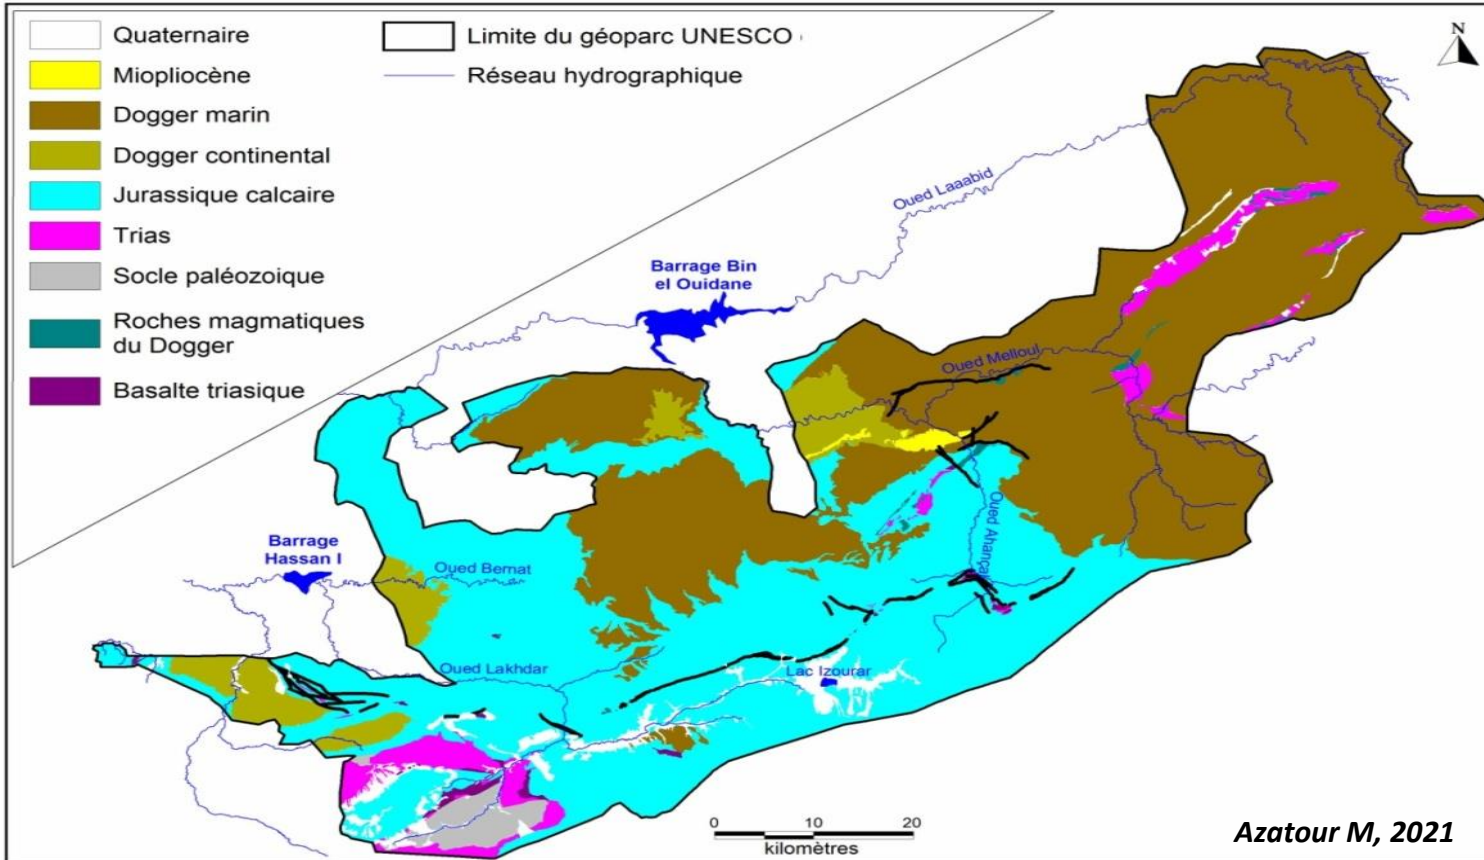 Quaternaire
Miopliocène
Dogger marin
Dogger continental
Jurassique calcaire
Trias
Socle paléozoique
Roches magmatiques
du Dogger
Basalte triasique
Limite du géoparc UNESCO
Réseau hydrographique
N
Oued Laaabid
Barrage Bin
el Ouidane
Oued Melloul
Barrage
Hassan I
Oued Bernat
Oued Ahançal
Oued Lakhdar
Lac Izourar
0 10 20
kilomètres
Azatour M, 2021